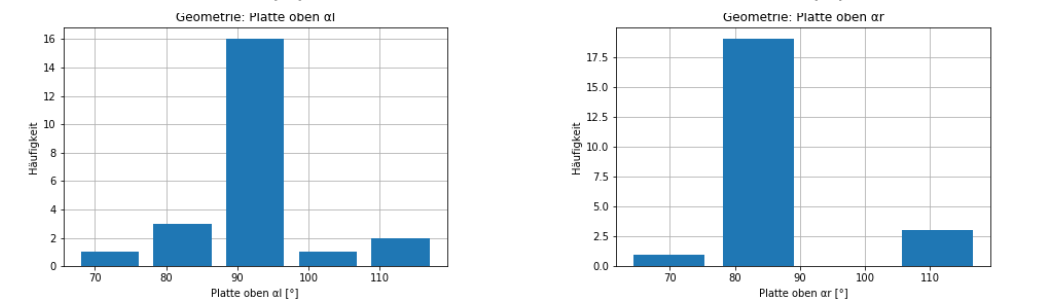 Geometrie: Platte oben αl
16
14
12
10
8
6
4
2
0
Häufigkeit
70 80 90 100 110
Platte oben αl [°]
Geometrie: Platte oben αr
17.5
15.0
12.5
10.0
7.5
5.0
2.5
0.0
Häufigkeit
70 80 90 100 110
Platte oben αr [°]